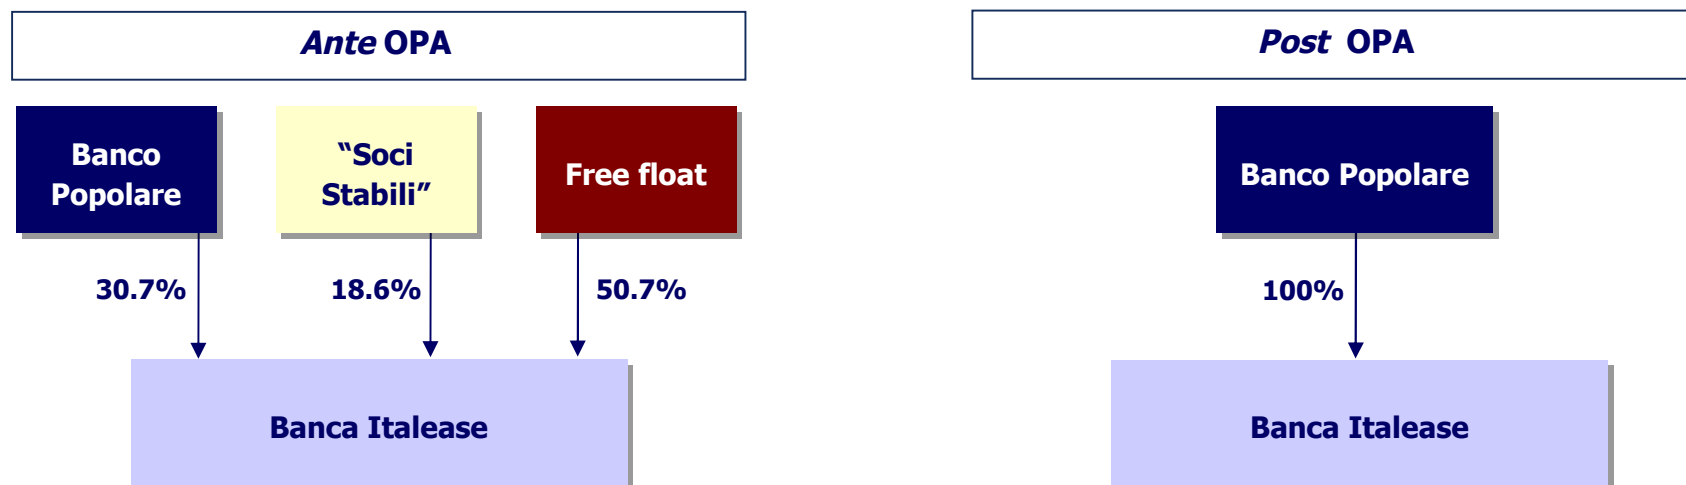 Ante OPA
Post OPA
Banco
Popolare
“Soci
Stabili”
Free float
Banco Popolare
30.7%
18.6%
50.7%
100%
Banca Italease
Banca Italease